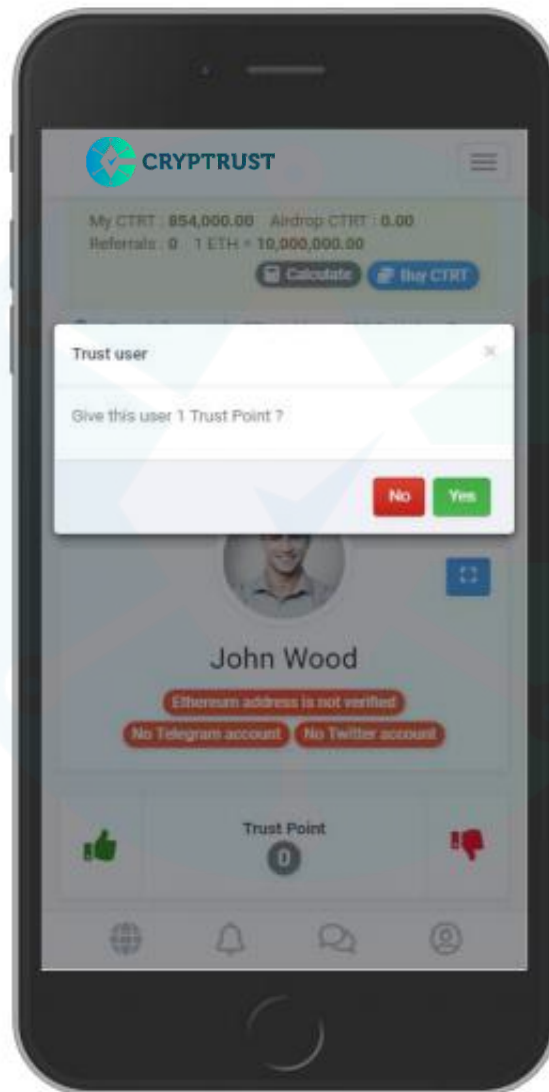 CRYPTRUST
My CTRT : 854,000.00 Airdrop CTRT : 0.00
Referrals : 0 1 ETH = 10,000,000.00
Calculate Buy CTRT
Trust user ×
Give this user 1 Trust Point ?
No Yes
John Wood
Ethereum address is not verified
No Telegram account No Twitter account
Trust Point
0